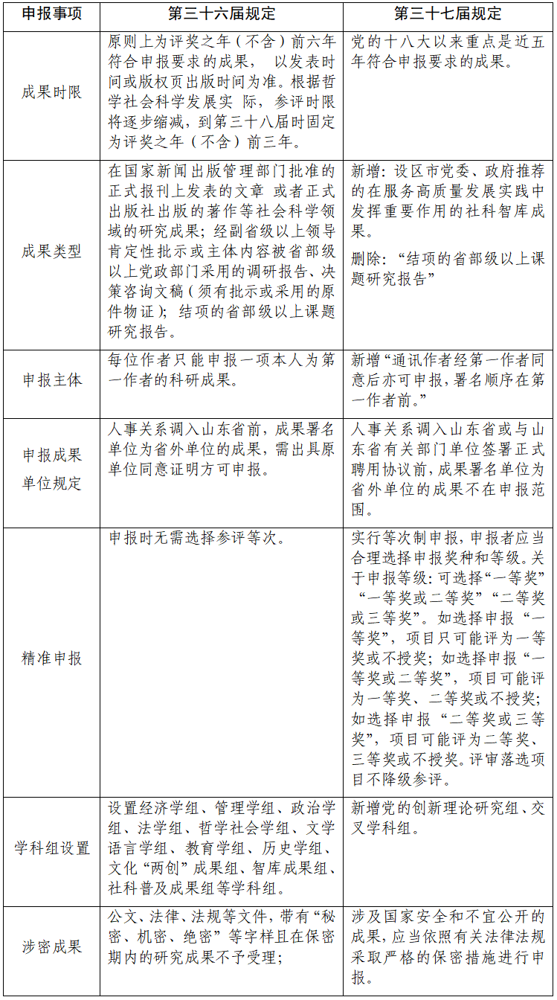 申报事项
第三十六届规定
第三十七届规定
成果时限
原则上为评奖之年(不含)前六年
符合申报要求的成果， 以发表时
间或版权页出版时间为准。根据哲
学社会科学发展实 际，参评时限
将逐步缩减，到第三十八届时固定
为评奖之年（不含）前三年。
党的十八大以来重点是近五
年符合申报要求的成果。
成果类型
在国家新闻出版管理部门批准的
正式报刊上发表的文章 或者正式
出版社出版的著作等社会科学领
域的研究成果；经副省级以上领导
肯定性批示或主体内容被省部级
以上党政部门采用的调研报告、决
策咨询文稿(须有批示或采用的原
件物证)；结项的省部级以上课题
研究报告。
新增：设区市党委、政府推荐
的在服务高质量发展实践中
发挥重要作用的社科智库成
果。
删除：“结项的省部级以上课
题研究报告”
申报主体
每位作者只能申报一项本人为第
一作者的科研成果。
新增“通讯作者经第一作者同
意后亦可申报，署名顺序在第
一作者前。”
申报成果
单位规定
人事关系调入山东省前，成果署名
单位为省外单位的成果，需出具原
单位同意证明方可申报。
人事关系调入山东省或与山
东省有关部门单位签署正式
聘用协议前，成果署名单位为
省外单位的成果不在申报范
围。
精准申报
申报时无需选择参评等次。
实行等次制申报，申报者应当
合理选择申报奖种和等级。关
于申报等级：可选择“一等奖”
“一等奖或二等奖”“二等奖
或三等奖”。如选择申报“一
等奖”，项目只可能评为一等
奖或不授奖；如选择申报“一
等奖或二等奖”，项目可能评
为一等奖、二等奖或不授奖；
如选择申报“二等奖或三等
奖”，项目可能评为二等奖、
三等奖或不授奖。评审落选项
目不降级参评。
学科组设置
设置经济学组、管理学组、政治学
组、法学组、哲学社会学组、文学
语言学组、教育学组、历史学组、
文化“两创”成果组、智库成果组、
社科普及成果组等学科组。
新增党的创新理论研究组、交
叉学科组。
涉密成果
公文、法律、法规等文件，带有“秘
密、机密、绝密”等字样且在保密
期内的研究成果不予受理；
涉及国家安全和不宜公开的
成果，应当依照有关法律法规
采取严格的保密措施进行申
报。